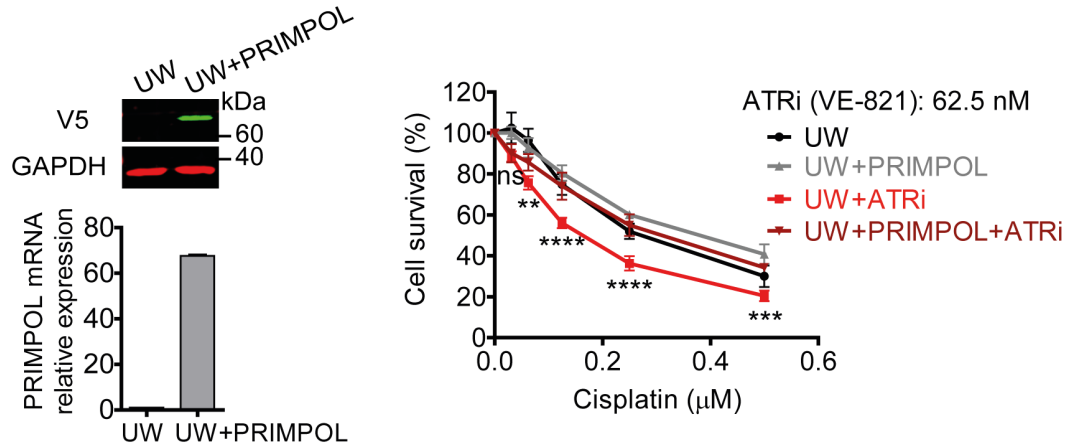 UW
UW+PRIMPOL
kDa
V5
60
GAPDH
40
PRIMPOL mRNA
relative expression
80
60
40
20
0
UW
UW+PRIMPOL
Cell survival (%)
120
100
80
60
40
20
0
ns
**
****
****
***
0.0
0.2
0.4
0.6
Cisplatin (μM)
ATRi (VE-821): 62.5 nM
UW
UW+PRIMPOL
UW+ATRi
UW+PRIMPOL+ATRi